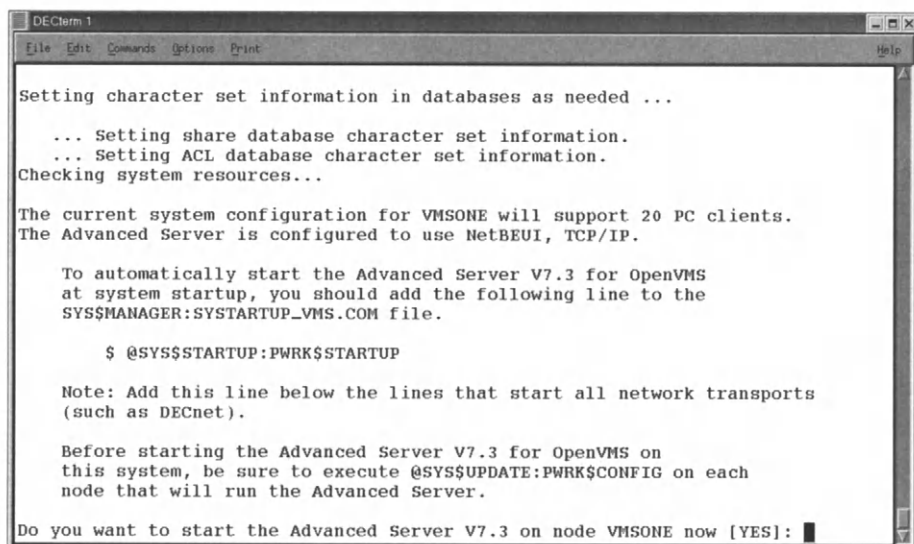 DECterm 1
File Edit Commands Options Print Help
Setting character set information in databases as needed ...
... Setting share database character set information.
... Setting ACL database character set information.
Checking system resources...
The current system configuration for VMSONE will support 20 PC clients.
The Advanced Server is configured to use NetBEUI, TCP/IP.
To automatically start the Advanced Server V7.3 for OpenVMS
at system startup, you should add the following line to the
SYS$MANAGER:SYSTARTUP_VMS.COM file.
$ @SYS$STARTUP:PWRK$STARTUP
Note: Add this line below the lines that start all network transports
(such as DECnet).
Before starting the Advanced Server V7.3 for OpenVMS on
this system, be sure to execute @SYS$UPDATE:PWRK$CONFIG on each
node that will run the Advanced Server.
Do you want to start the Advanced Server V7.3 on node VMSONE now [YES]: